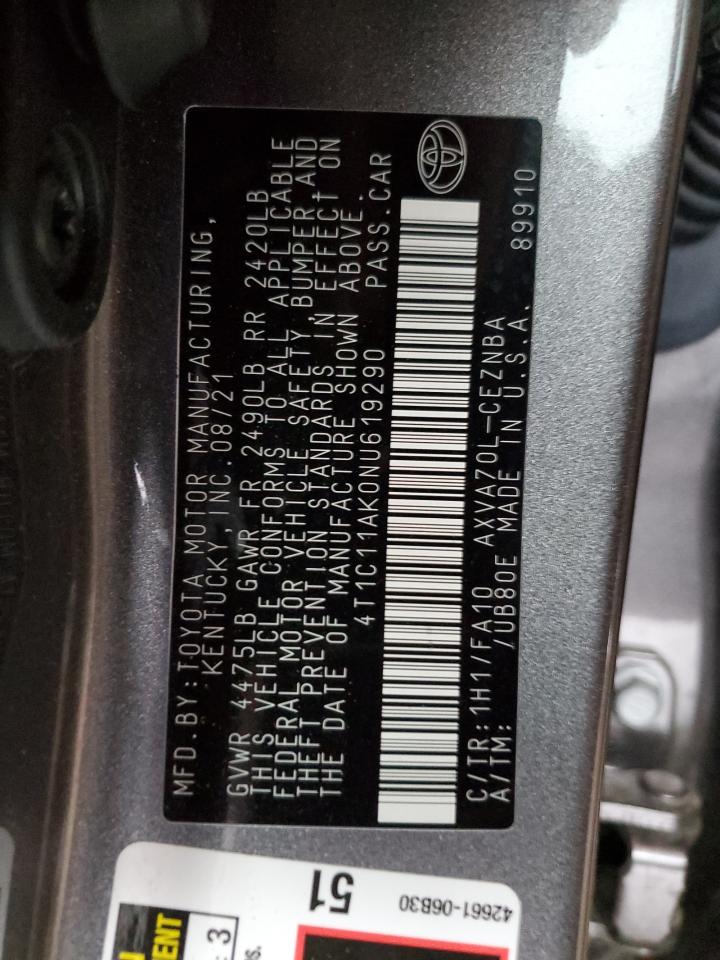 MFD.BY:TOYOTA MOTOR MANUFACTURING,
KENTUCKY, INC.08/21
GVWR 4475LB GAWR FR 2490LB RR 2420LB
THIS VEHICLE CONFORMS TO ALL APPLICABLE
FEDERAL MOTOR VEHICLE SAFETY, BUMPER AND
THEFT PREVENTION STANDARDS IN EFFECT ON
THE DATE OF MANUFACTURE SHOWN ABOVE.
4T1C11AK0NU619290 PASS.CAR
C/TR:1H1/FA10 AXVA70L-CEZNBA
A/TM: /UB80E MADE IN U.S.A. 89910
51
42661-06B30
3